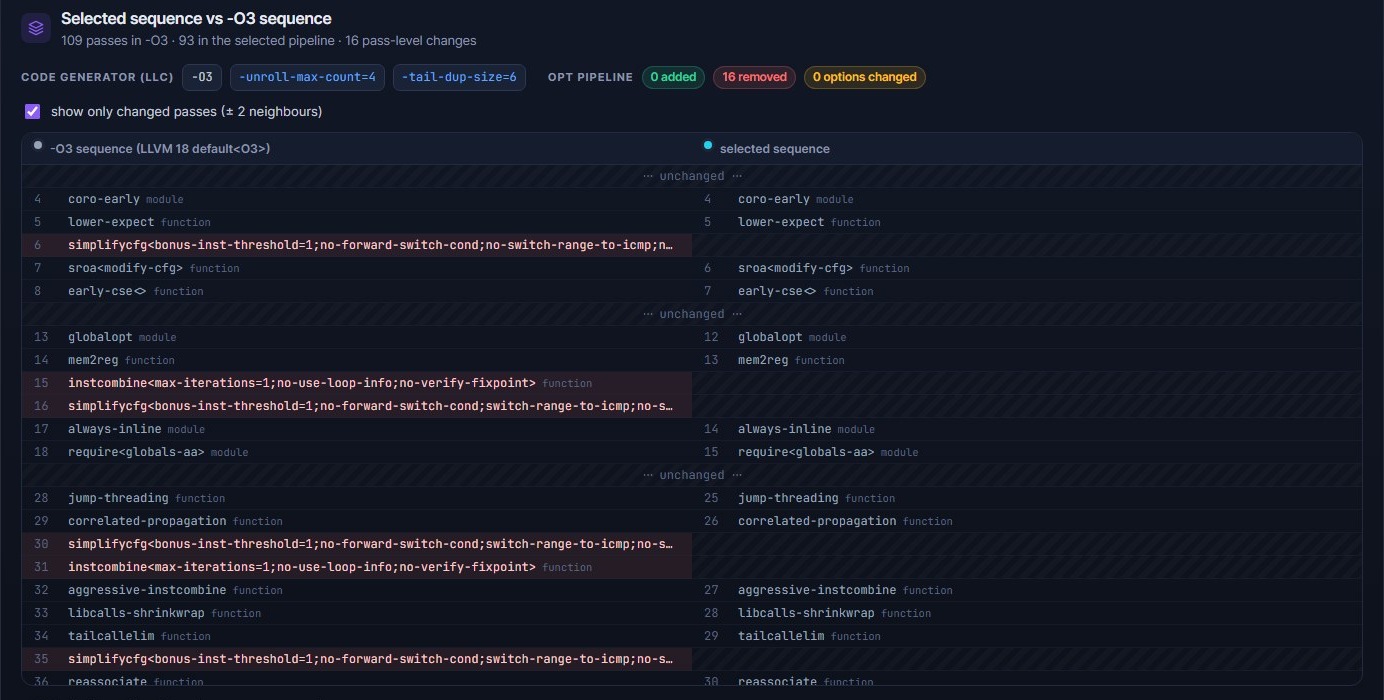 Selected sequence vs -O3 sequence
109 passes in -O3 · 93 in the selected pipeline · 16 pass-level changes
CODE GENERATOR (LLC) -O3 -unroll-max-count=4 -tail-dup-size=6 OPT PIPELINE 0 added 16 removed 0 options changed
show only changed passes (± 2 neighbours)
-O3 sequence (LLVM 18 default<O3>) selected sequence
··· unchanged ···
4 coro-early module 4 coro-early module
5 lower-expect function 5 lower-expect function
6 simplifycfg<bonus-inst-threshold=1;no-forward-switch-cond;no-switch-range-to-icmp;n…
7 sroa<modify-cfg> function 6 sroa<modify-cfg> function
8 early-cse<> function 7 early-cse<> function
··· unchanged ···
13 globalopt module 12 globalopt module
14 mem2reg function 13 mem2reg function
15 instcombine<max-iterations=1;no-use-loop-info;no-verify-fixpoint> function
16 simplifycfg<bonus-inst-threshold=1;no-forward-switch-cond;switch-range-to-icmp;no-s…
17 always-inline module 14 always-inline module
18 require<globals-aa> module 15 require<globals-aa> module
··· unchanged ···
28 jump-threading function 25 jump-threading function
29 correlated-propagation function 26 correlated-propagation function
30 simplifycfg<bonus-inst-threshold=1;no-forward-switch-cond;switch-range-to-icmp;no-s…
31 instcombine<max-iterations=1;no-use-loop-info;no-verify-fixpoint> function
32 aggressive-instcombine function 27 aggressive-instcombine function
33 libcalls-shrinkwrap function 28 libcalls-shrinkwrap function
34 tailcallelim function 29 tailcallelim function
35 simplifycfg<bonus-inst-threshold=1;no-forward-switch-cond;switch-range-to-icmp;no-s…
36 reassociate function 30 reassociate function